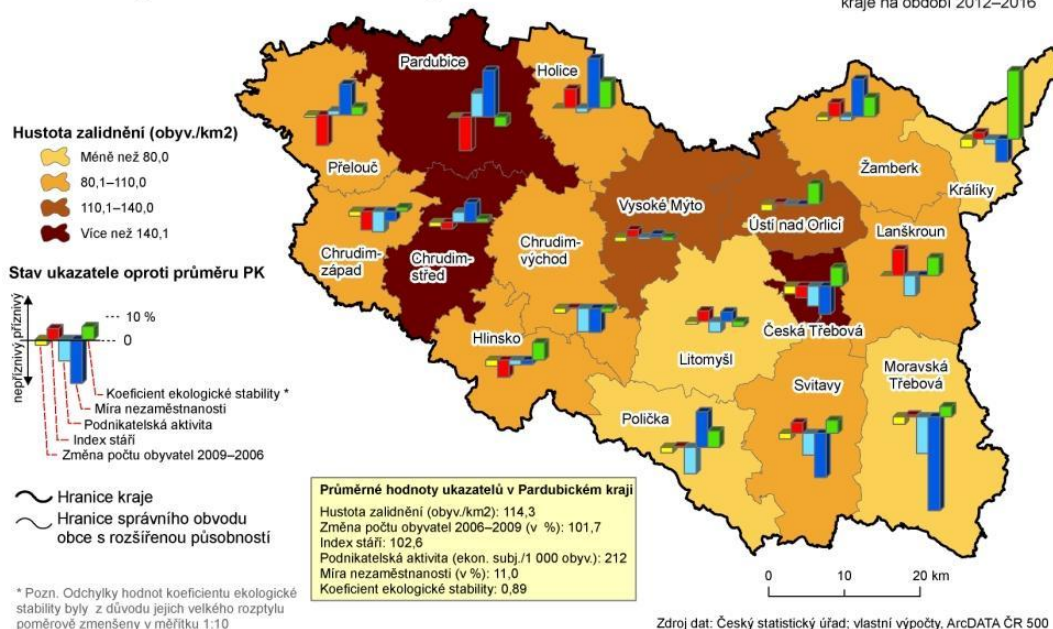 kraje na období 2012–2016
Pardubice
Holice
Hustota zalidnění (obyv./km2)
Méně než 80,0
80,1–110,0
110,1–140,0
Více než 140,1
Přelouč
Žamberk
Králíky
Vysoké Mýto
Ústí nad Orlicí
Lanškroun
Chrudim-
západ
Chrudim-
střed
Chrudim-
východ
Stav ukazatele oproti průměru PK
nepříznivý příznivý
10 %
0
Koeficient ekologické stability *
Míra nezaměstnanosti
Podnikatelská aktivita
Index stáří
Změna počtu obyvatel 2009–2006
Hlinsko
Česká Třebová
Litomyšl
Svitavy
Moravská
Třebová
Polička
Hranice kraje
Hranice správního obvodu
obce s rozšířenou působností
Průměrné hodnoty ukazatelů v Pardubickém kraji
Hustota zalidnění (obyv./km2): 114,3
Změna počtu obyvatel 2006–2009 (v %): 101,7
Index stáří: 102,6
Podnikatelská aktivita (ekon. subj./1 000 obyv.): 212
Míra nezaměstnanosti (v %): 11,0
Koeficient ekologické stability: 0,89
0 10 20 km
* Pozn. Odchylky hodnot koeficientu ekologické
stability byly z důvodu jejich velkého rozptylu
poměrově zmenšeny v měřítku 1:10
Zdroj dat: Český statistický úřad; vlastní výpočty, ArcDATA ČR 500